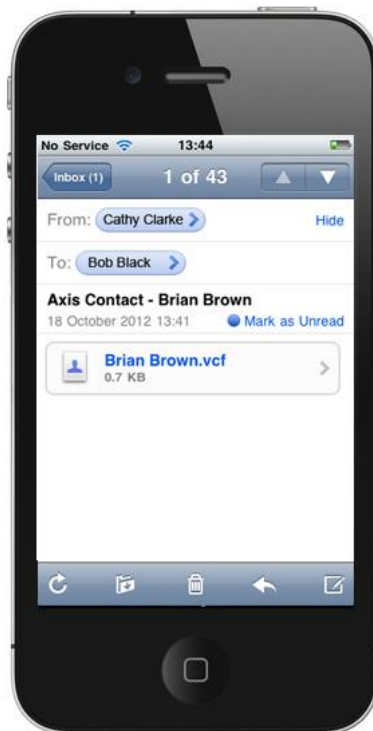 No Service 13:44
Inbox (1) 1 of 43
From: Cathy Clarke Hide
To: Bob Black
Axis Contact - Brian Brown
18 October 2012 13:41 Mark as Unread
Brian Brown.vcf
0.7 KB